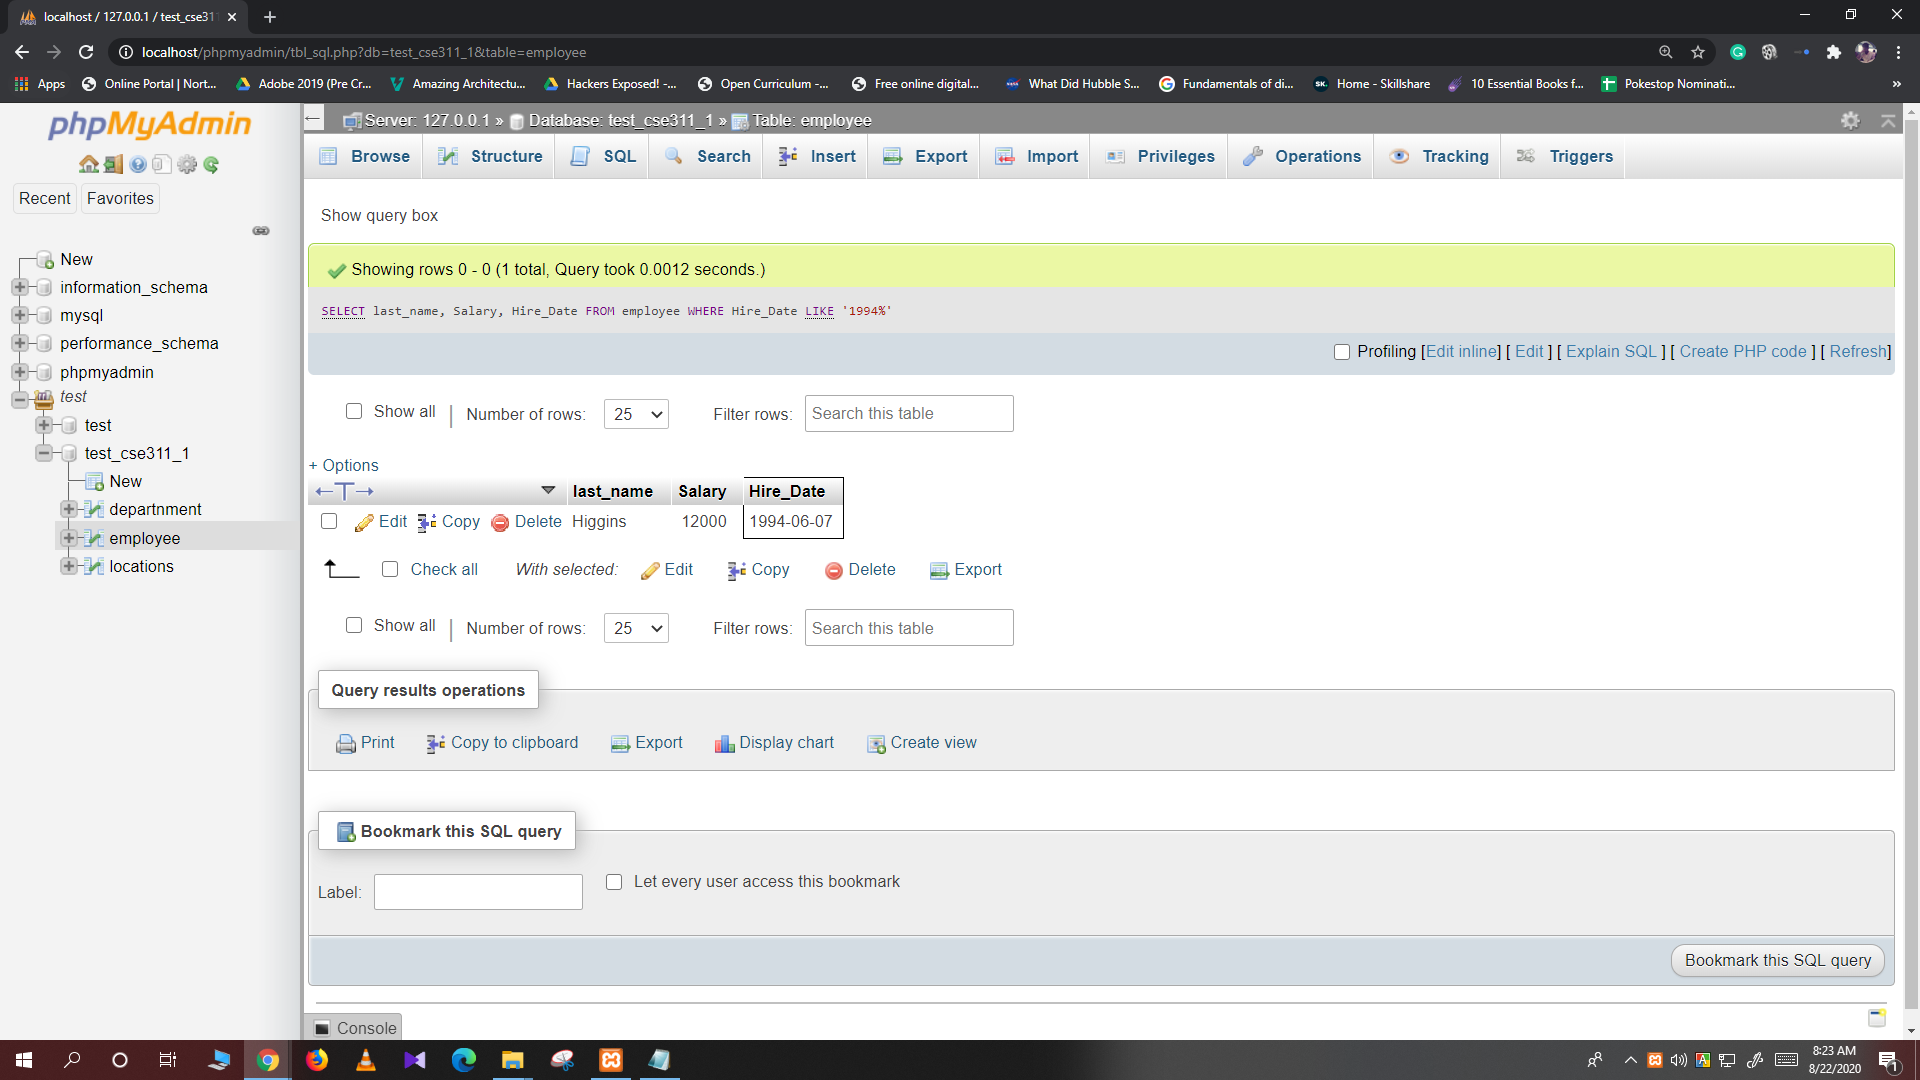 localhost / 127.0.0.1 / test_cse311
localhost/phpmyadmin/tbl_sql.php?db=test_cse311_1&table=employee
Apps Online Portal | Nort... Adobe 2019 (Pre Cr... Amazing Architectu... Hackers Exposed! -... Open Curriculum -... Free online digital... What Did Hubble S... Fundamentals of di... Home - Skillshare 10 Essential Books f... Pokestop Nominati... »
phpMyAdmin
Recent Favorites
New
information_schema
mysql
performance_schema
phpmyadmin
test
test
test_cse311_1
New
departnment
employee
locations
Server: 127.0.0.1 » Database: test_cse311_1 » Table: employee
Browse Structure SQL Search Insert Export Import Privileges Operations Tracking Triggers
Show query box
Showing rows 0 - 0 (1 total, Query took 0.0012 seconds.)
SELECT last_name, Salary, Hire_Date FROM employee WHERE Hire_Date LIKE '1994%'
Profiling [Edit inline] [ Edit ] [ Explain SQL ] [ Create PHP code ] [ Refresh]
Show all | Number of rows: 25 Filter rows: Search this table
+ Options
←T→ last_name Salary Hire_Date
Edit Copy Delete Higgins 12000 1994-06-07
Check all With selected: Edit Copy Delete Export
Show all | Number of rows: 25 Filter rows: Search this table
Query results operations
Print Copy to clipboard Export Display chart Create view
Bookmark this SQL query
Label: Let every user access this bookmark
Bookmark this SQL query
Console
8:23 AM
8/22/2020
1